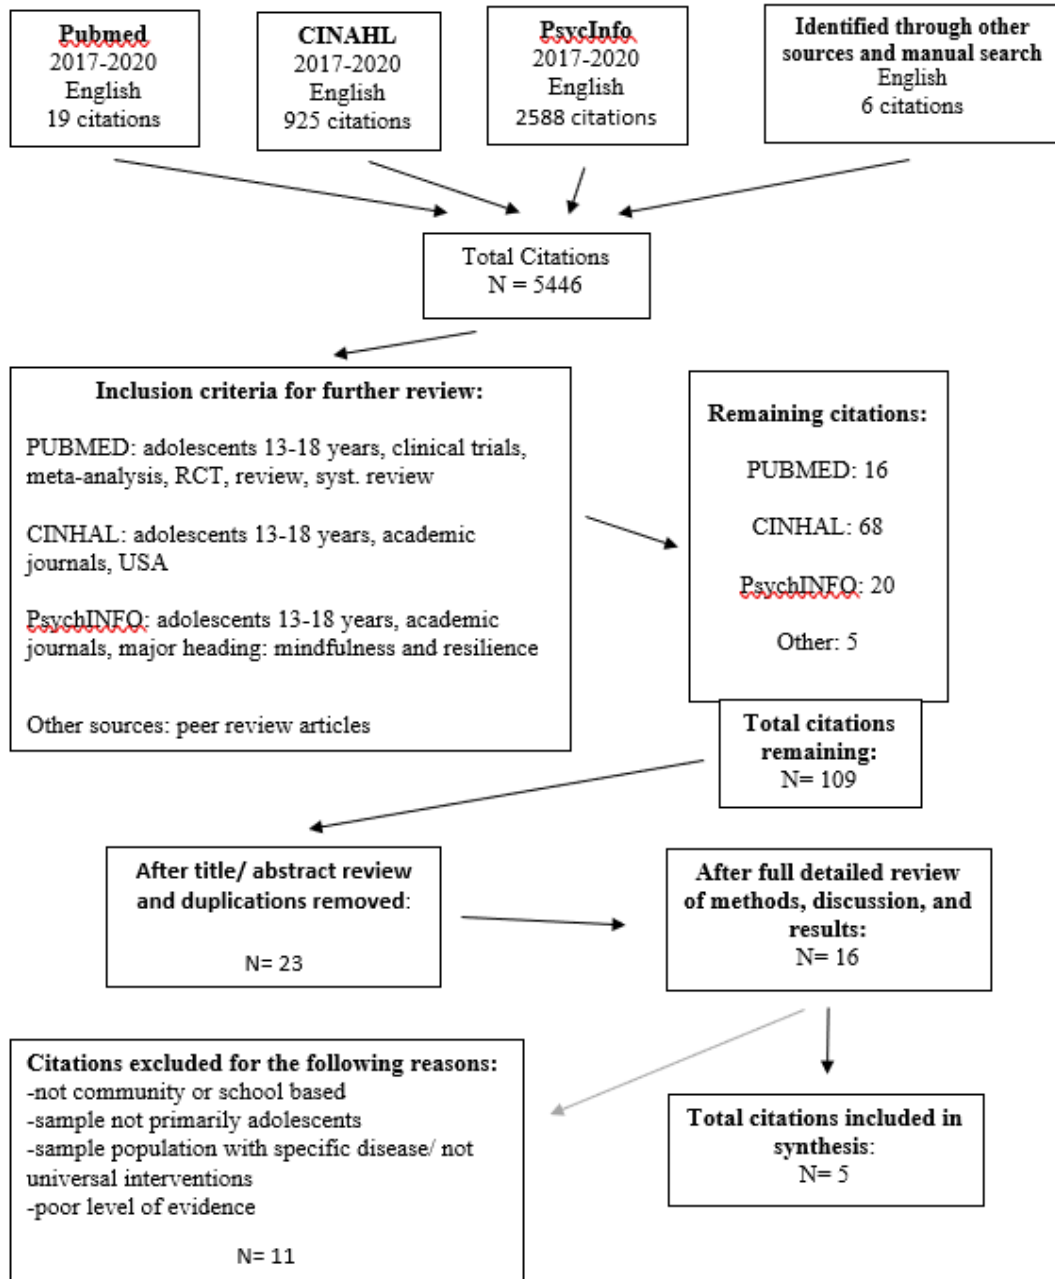 Pubmed
2017-2020
English
19 citations
CINAHL
2017-2020
English
925 citations
PsycInfo
2017-2020
English
2588 citations
Identified through other
sources and manual search
English
6 citations
Total Citations
N = 5446
Inclusion criteria for further review:
PUBMED: adolescents 13-18 years, clinical trials,
meta-analysis, RCT, review, syst. review
CINHAL: adolescents 13-18 years, academic
journals, USA
PsychINFO: adolescents 13-18 years, academic
journals, major heading: mindfulness and resilience
Other sources: peer review articles
Remaining citations:
PUBMED: 16
CINHAL: 68
PsychINFO: 20
Other: 5
Total citations
remaining:
N= 109
After title/ abstract review
and duplications removed:
N= 23
After full detailed review
of methods, discussion, and
results:
N= 16
Citations excluded for the following reasons:
-not community or school based
-sample not primarily adolescents
-sample population with specific disease/ not
universal interventions
-poor level of evidence
N= 11
Total citations included in
synthesis:
N= 5